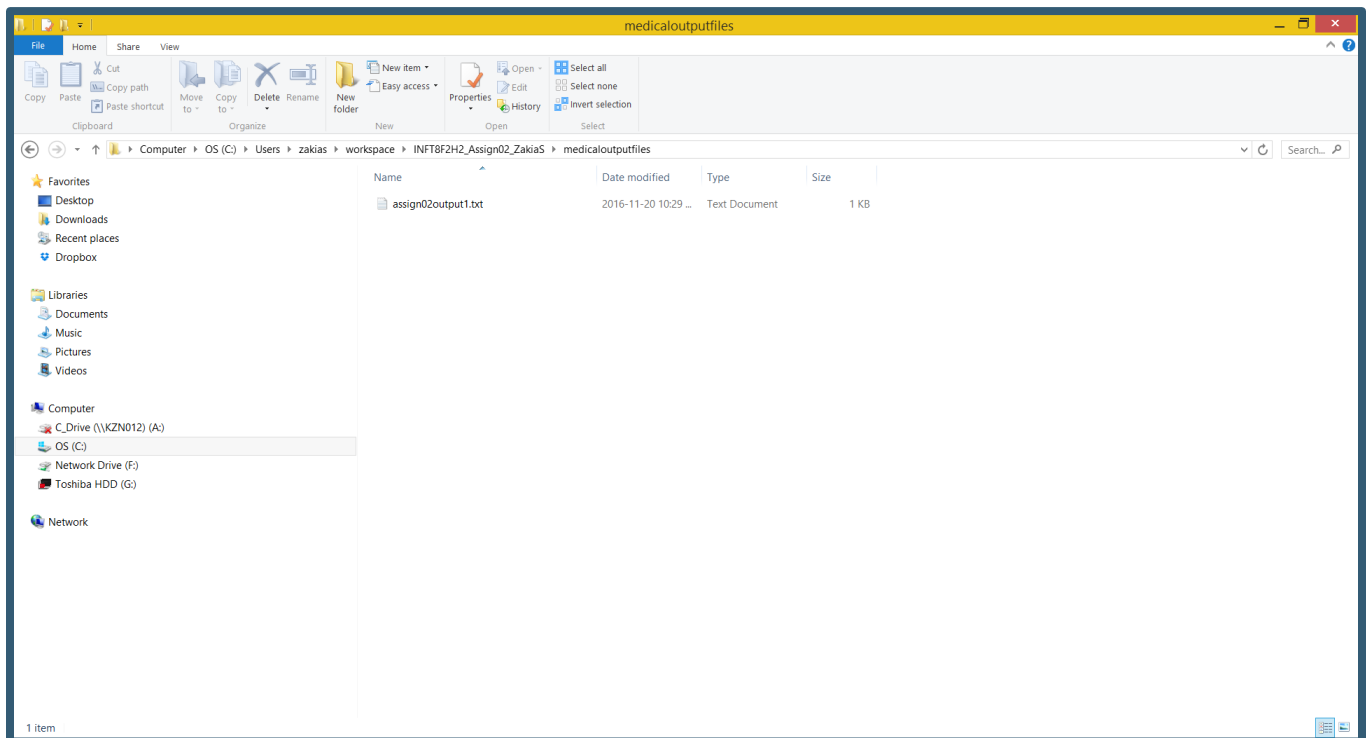 medicaloutputfiles
File Home Share View
Copy
Paste
Cut
Copy path
Paste shortcut
Clipboard
Move to
Copy to
Delete
Rename
Organize
New folder
New item
Easy access
New
Properties
Open
Edit
History
Open
Select all
Select none
Invert selection
Select
Computer OS (C:) Users zakias workspace INFT8F2H2_Assign02_ZakiaS medicaloutputfiles
Search...
Favorites
Desktop
Downloads
Recent places
Dropbox
Libraries
Documents
Music
Pictures
Videos
Computer
C_Drive (\\KZN012) (A:)
OS (C:)
Network Drive (F:)
Toshiba HDD (G:)
Network
Name Date modified Type Size
assign02output1.txt 2016-11-20 10:29 ... Text Document 1 KB
1 item